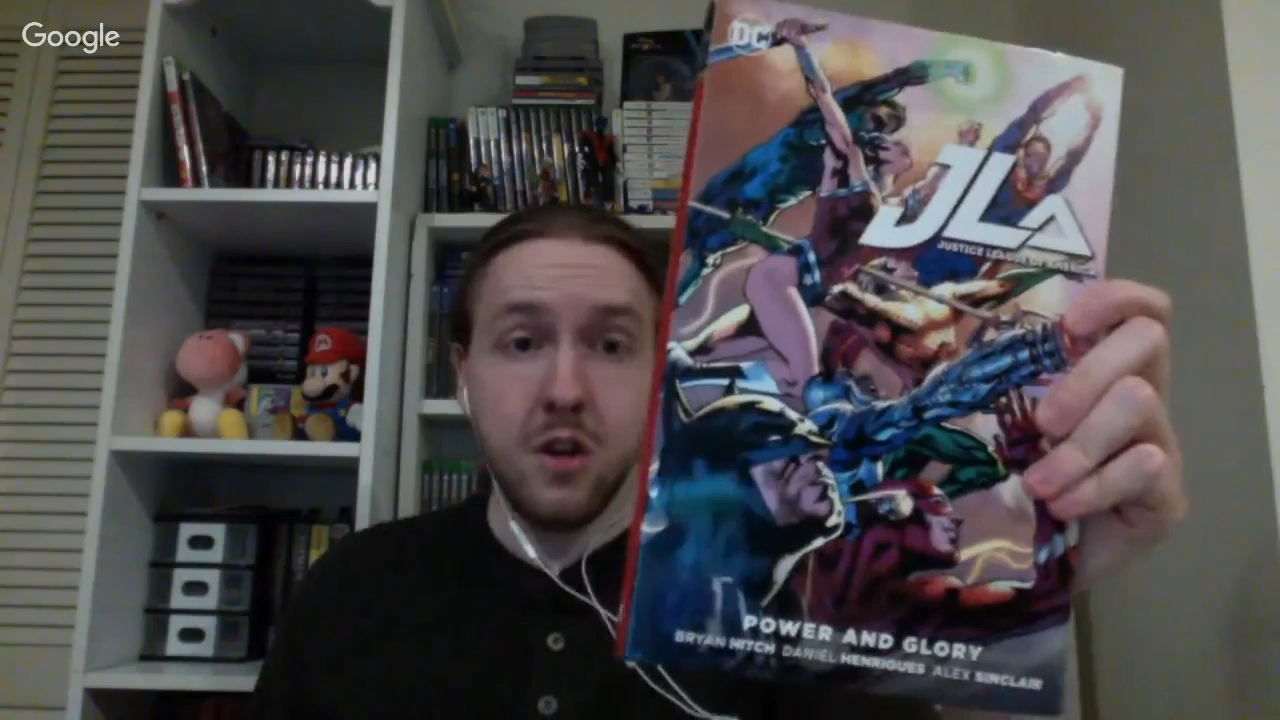 Google
DC
JLA
JUSTICE LEAGUE OF AMERICA
POWER AND GLORY
BRYAN HITCH DANIEL HENRIQUES ALEX SINCLAIR